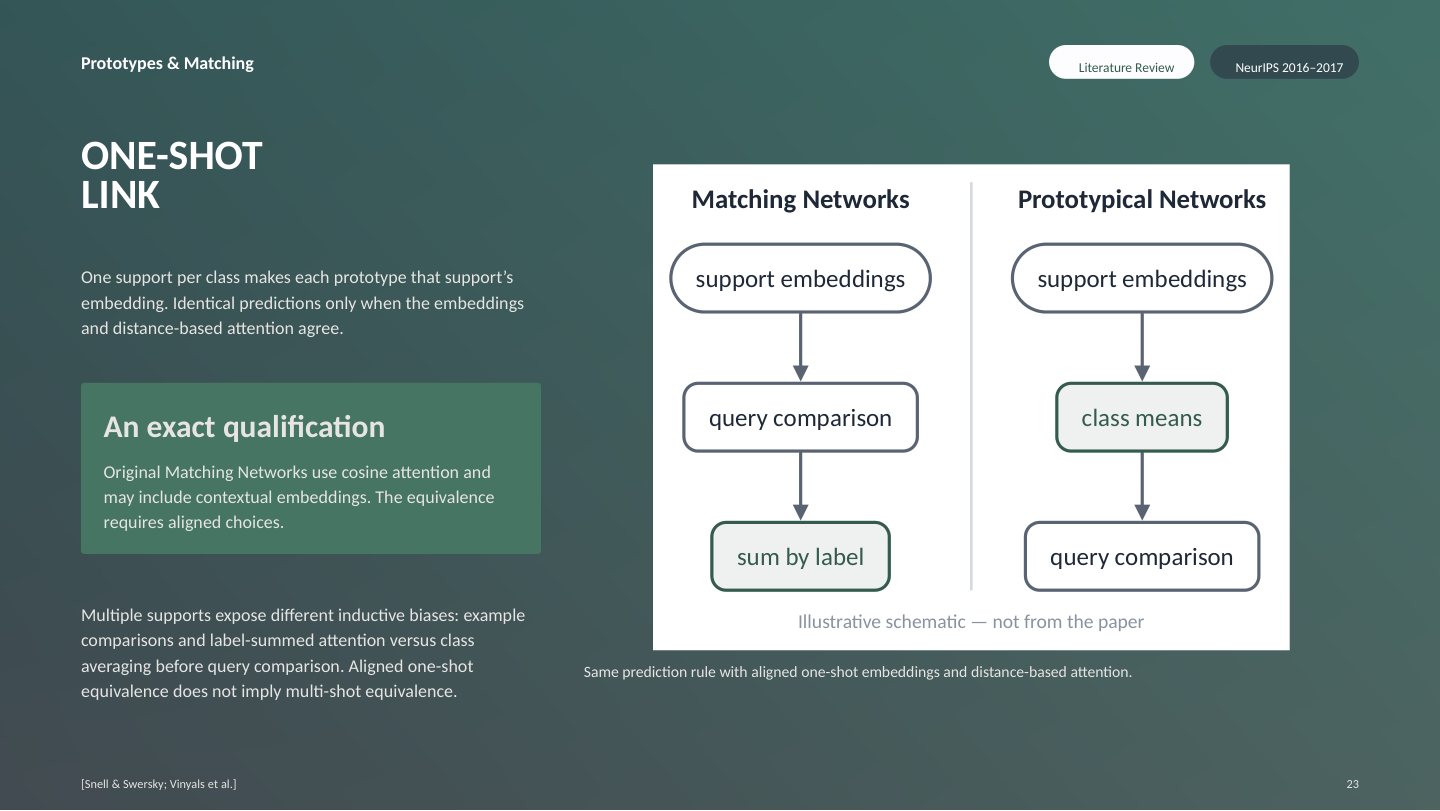 Prototypes & Matching
Literature Review
NeurIPS 2016–2017
ONE-SHOT
LINK
One support per class makes each prototype that support’s
embedding. Identical predictions only when the embeddings
and distance-based attention agree.
An exact qualification
Original Matching Networks use cosine attention and
may include contextual embeddings. The equivalence
requires aligned choices.
Multiple supports expose different inductive biases: example
comparisons and label-summed attention versus class
averaging before query comparison. Aligned one-shot
equivalence does not imply multi-shot equivalence.
Matching Networks
support embeddings
query comparison
sum by label
Prototypical Networks
support embeddings
class means
query comparison
Illustrative schematic — not from the paper
Same prediction rule with aligned one-shot embeddings and distance-based attention.
[Snell & Swersky; Vinyals et al.]
23